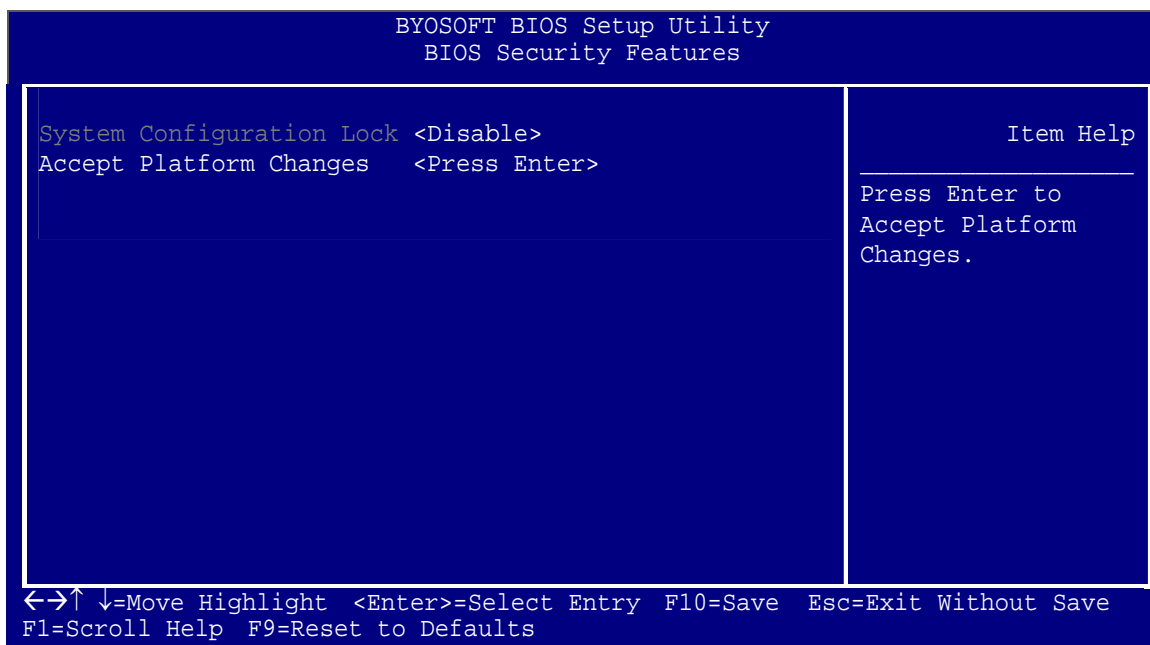 BYOSOFT BIOS Setup Utility
BIOS Security Features
System Configuration Lock <Disable>
Accept Platform Changes <Press Enter>
Item Help
Press Enter to
Accept Platform
Changes.
←→↑ ↓=Move Highlight <Enter>=Select Entry F10=Save Esc=Exit Without Save
F1=Scroll Help F9=Reset to Defaults